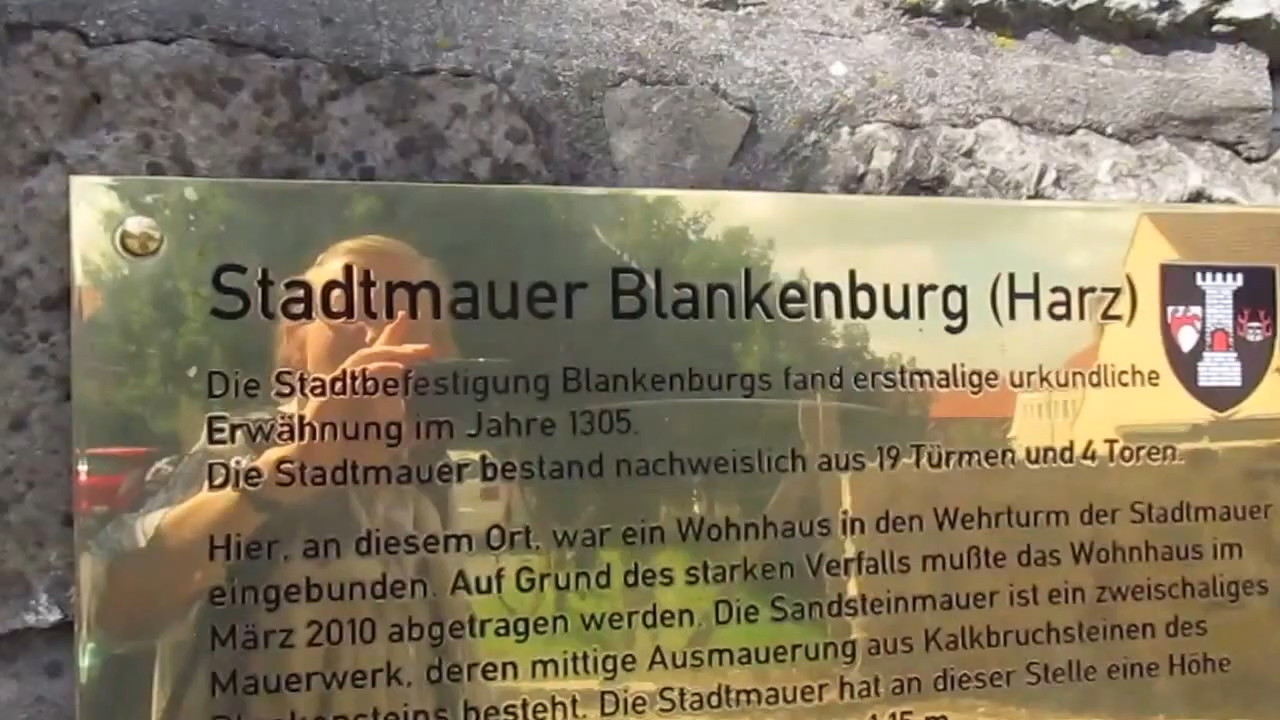 Stadtmauer Blankenburg (Harz)
Die Stadtbefestigung Blankenburgs fand erstmalige urkundliche
Erwähnung im Jahre 1305.
Die Stadtmauer bestand nachweislich aus 19 Türmen und 4 Toren.
Hier, an diesem Ort, war ein Wohnhaus in den Wehrturm der Stadtmauer
eingebunden. Auf Grund des starken Verfalls mußte das Wohnhaus im
März 2010 abgetragen werden. Die Sandsteinmauer ist ein zweischaliges
Mauerwerk, deren mittige Ausmauerung aus Kalkbruchsteinen des
Blankensteins besteht. Die Stadtmauer hat an dieser Stelle eine Höhe